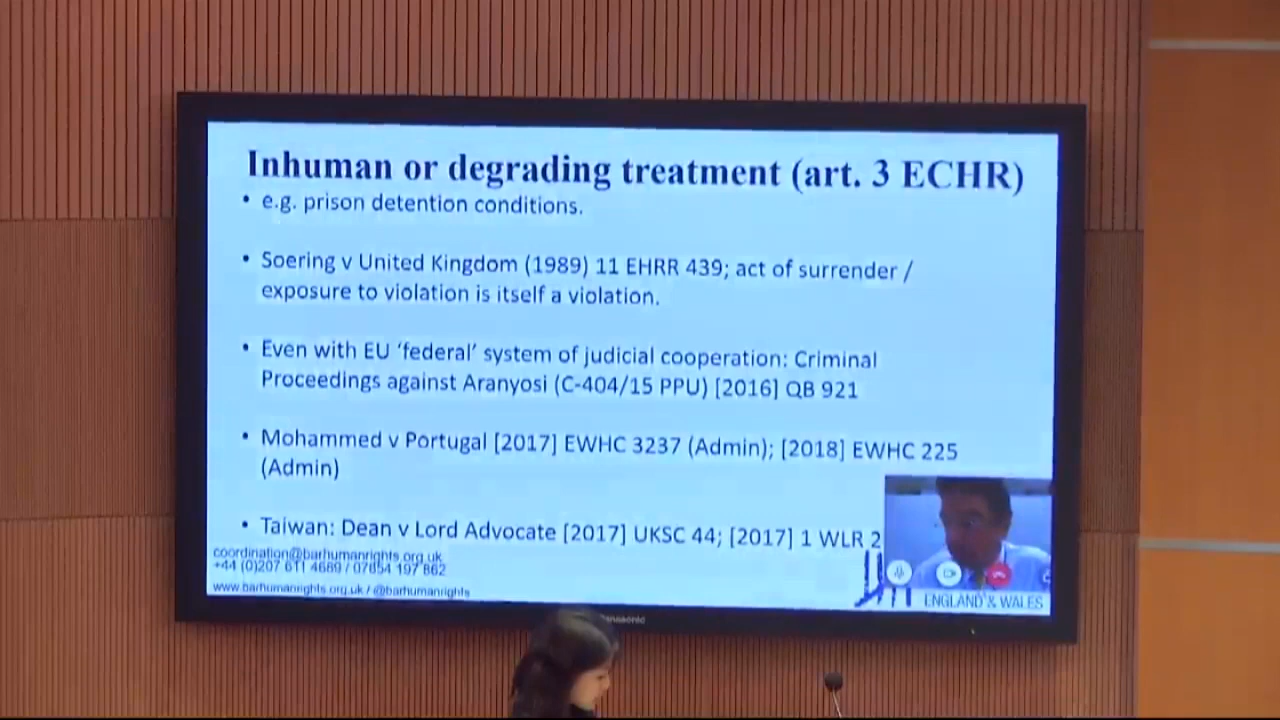 Inhuman or degrading treatment (art. 3 ECHR)
• e.g. prison detention conditions.
• Soering v United Kingdom (1989) 11 EHRR 439; act of surrender /
exposure to violation is itself a violation.
• Even with EU ‘federal’ system of judicial cooperation: Criminal
Proceedings against Aranyosi (C-404/15 PPU) [2016] QB 921
• Mohammed v Portugal [2017] EWHC 3237 (Admin); [2018] EWHC 225
(Admin)
• Taiwan: Dean v Lord Advocate [2017] UKSC 44; [2017] 1 WLR 2
coordination@barhumanrights.org.uk
+44 (0)207 611 4689 / 07854 197 862
www.barhumanrights.org.uk / @barhumanrights
ENGLAND & WALES
Panasonic